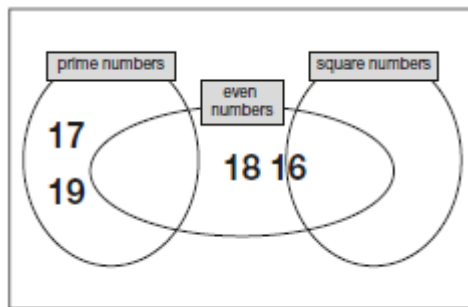 prime numbers
square numbers
even
numbers
17
18 16
19